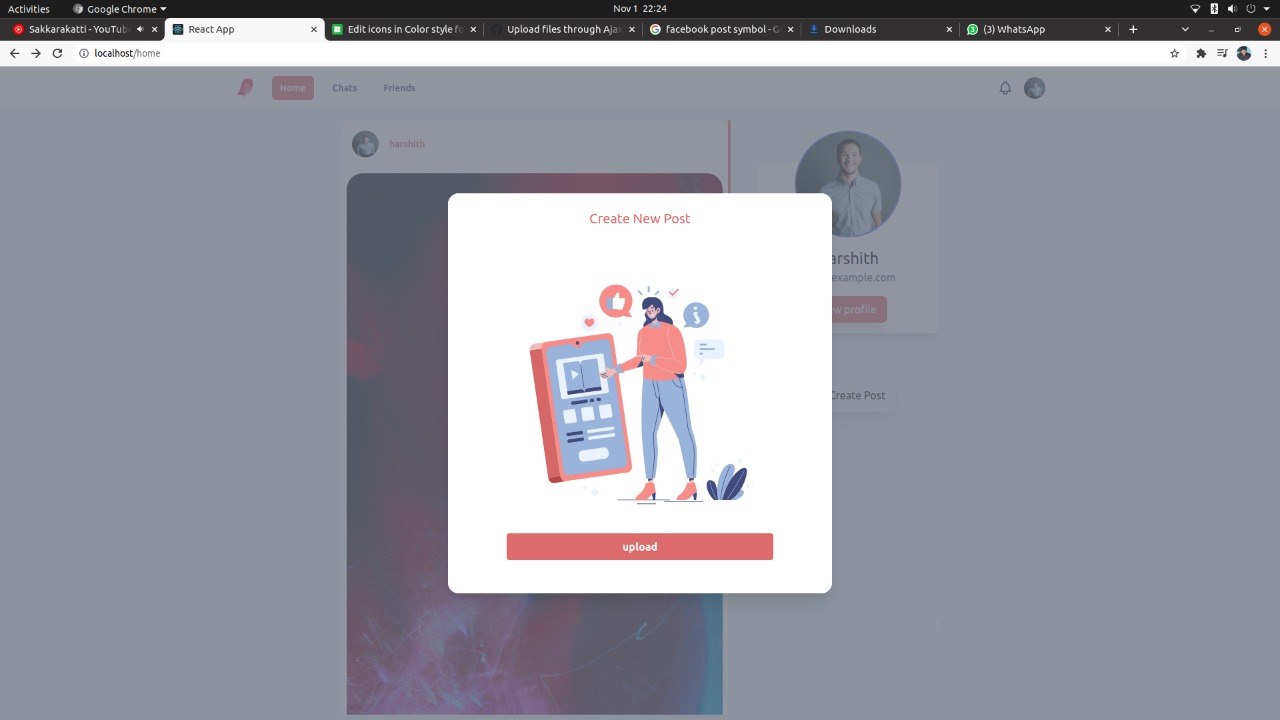 Activities
Google Chrome
Nov 1 22:24
Sakkarakatti - YouTub
React App
Edit icons in Color style fo
Upload files through Ajax
facebook post symbol - G
Downloads
(3) WhatsApp
localhost/home
Home
Chats
Friends
harshith
Create New Post
arshith
example.com
w profile
Create Post
upload